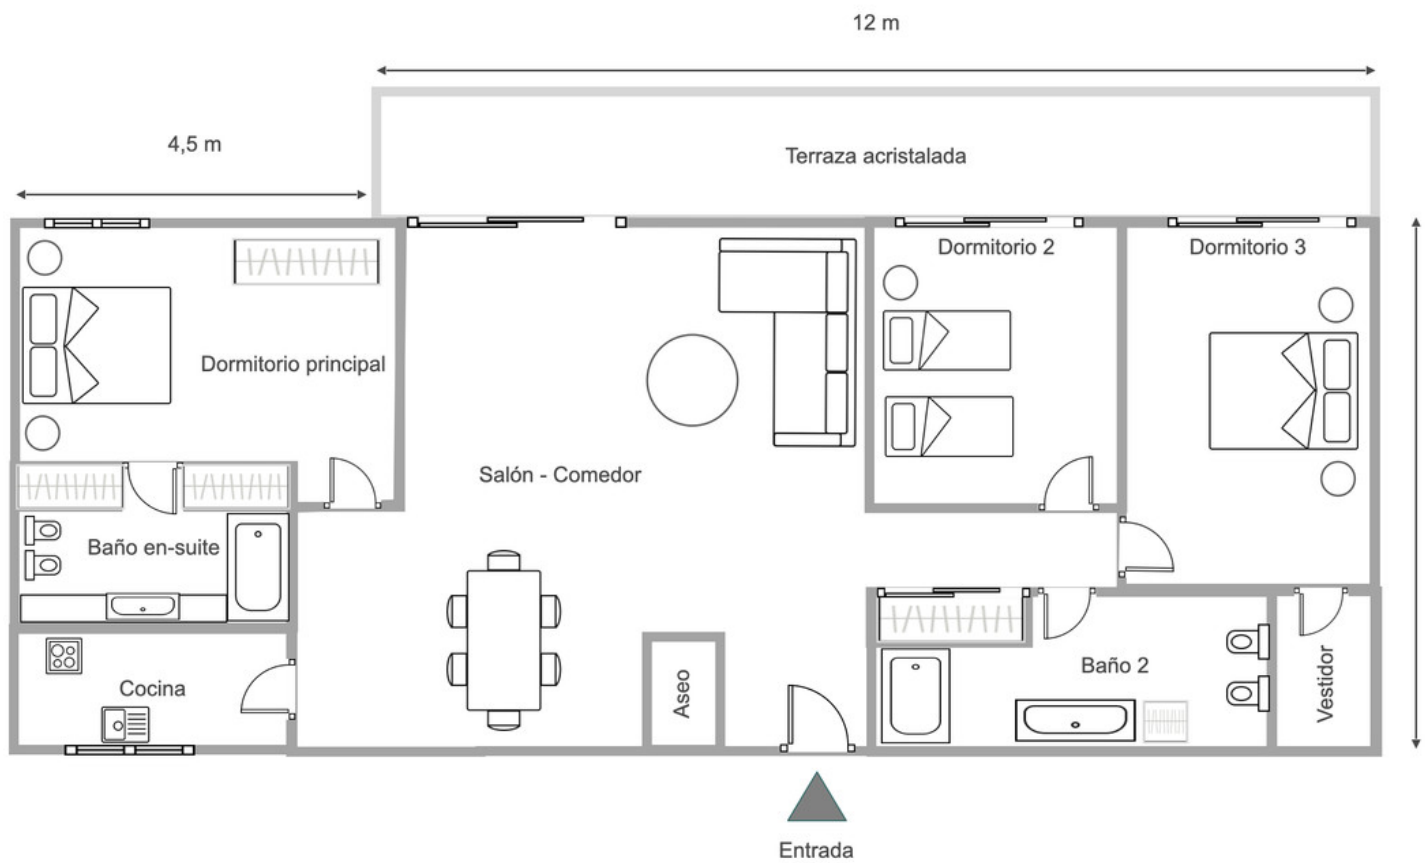 12 m
4,5 m
Terraza acristalada
Dormitorio 2
Dormitorio 3
Dormitorio principal
Salón - Comedor
Baño en-suite
Cocina
Aseo
Baño 2
Vestidor
Entrada